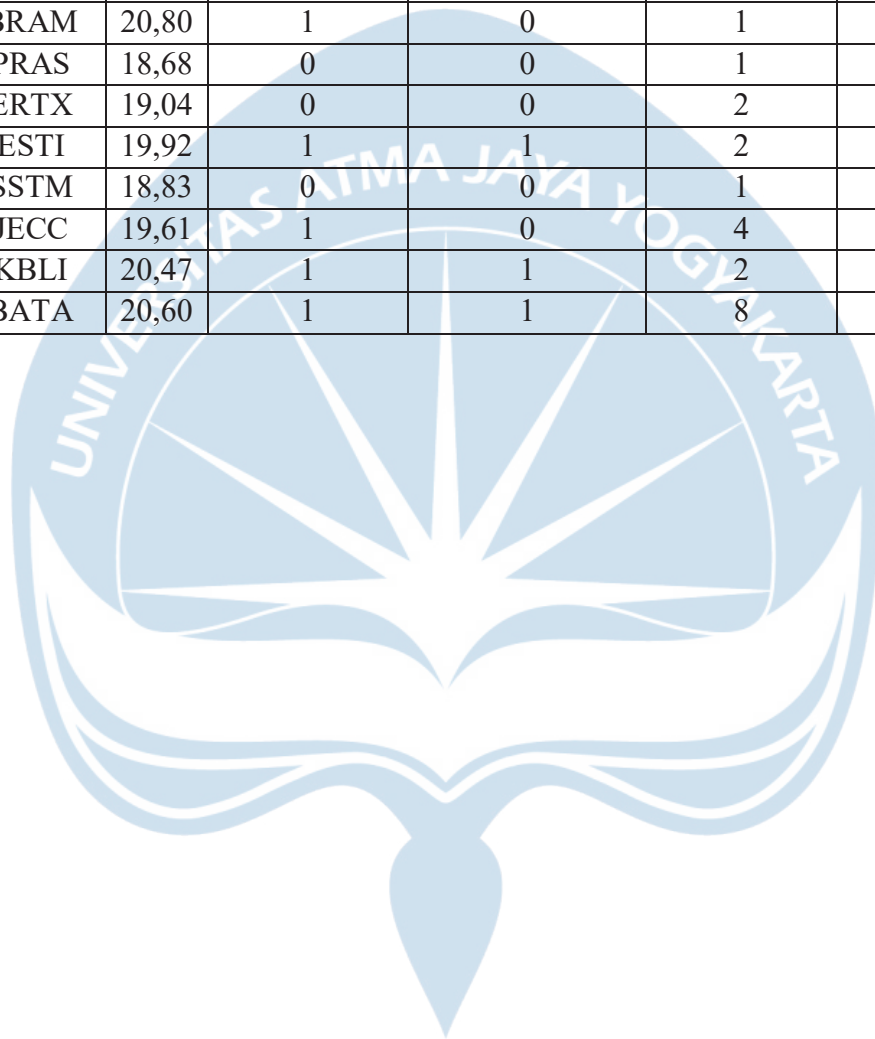 BRAM 20,80 1 0 1
PRAS 18,68 0 0 1
ERTX 19,04 0 0 2
ESTI 19,92 1 1 2
SSTM 18,83 0 0 1
JECC 19,61 1 0 4
KBLI 20,47 1 1 2
BATA 20,60 1 1 8
UNIVERSITAS ATMA JAYA YOGYAKARTA